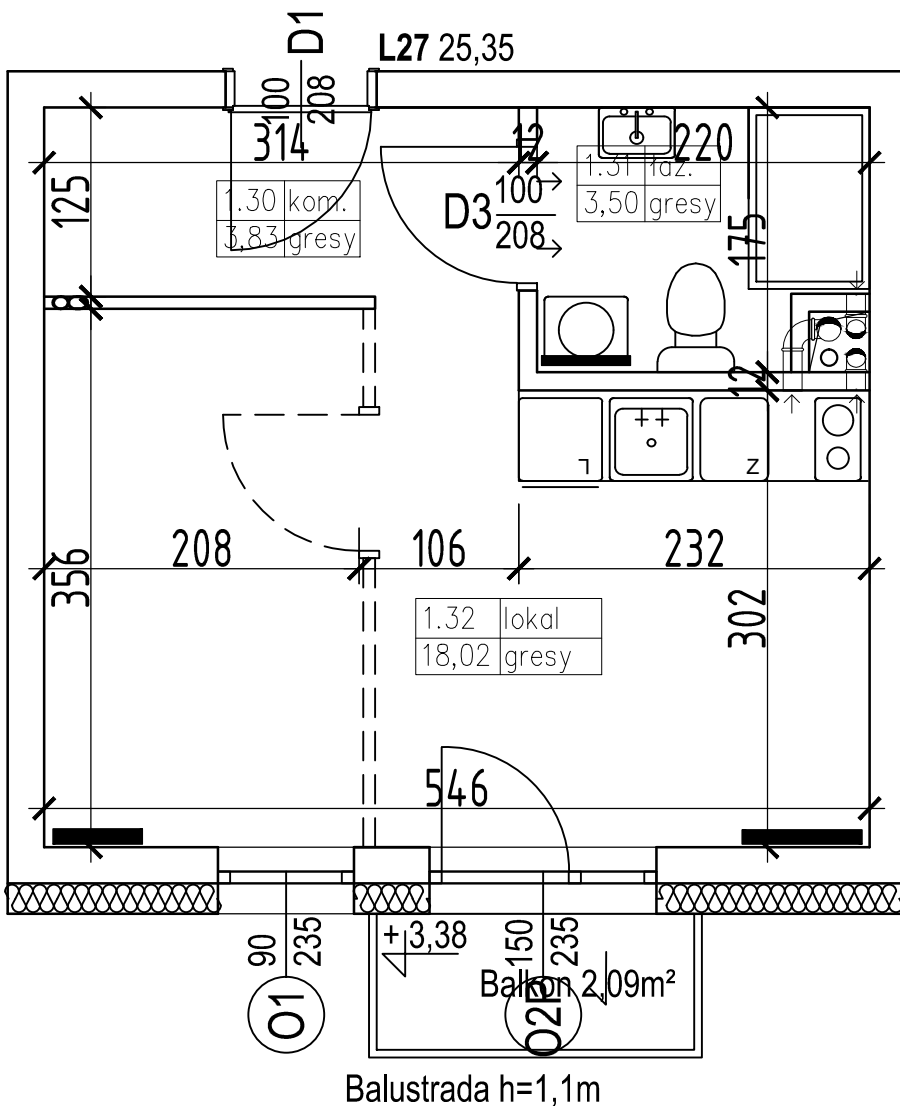 D1
L27 25,35
100
208
314
12
220
1.30 kom.
3,83 gresy
1.31 łaz.
3,50 gresy
D3 100
208
125
175
8
12
L
Z
356
208
106
232
302
1.32 lokal
18,02 gresy
546
90
235
O1
+3,38
150
235
Balkon 2,09m²
O2B
Balustrada h=1,1m